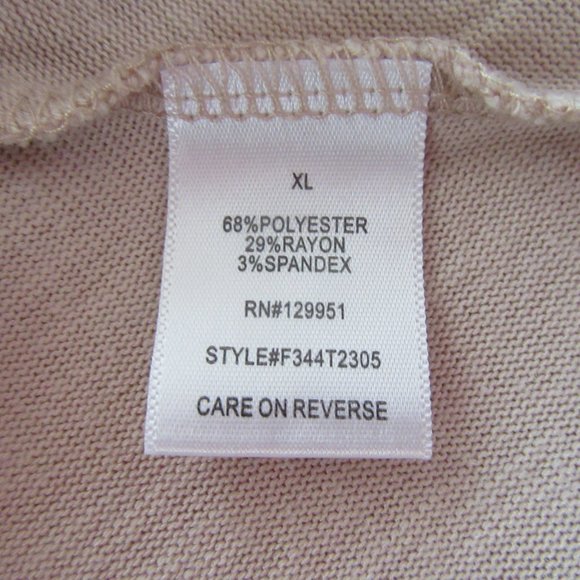 XL
68%POLYESTER
29%RAYON
3%SPANDEX
RN#129951
STYLE#F344T2305
CARE ON REVERSE